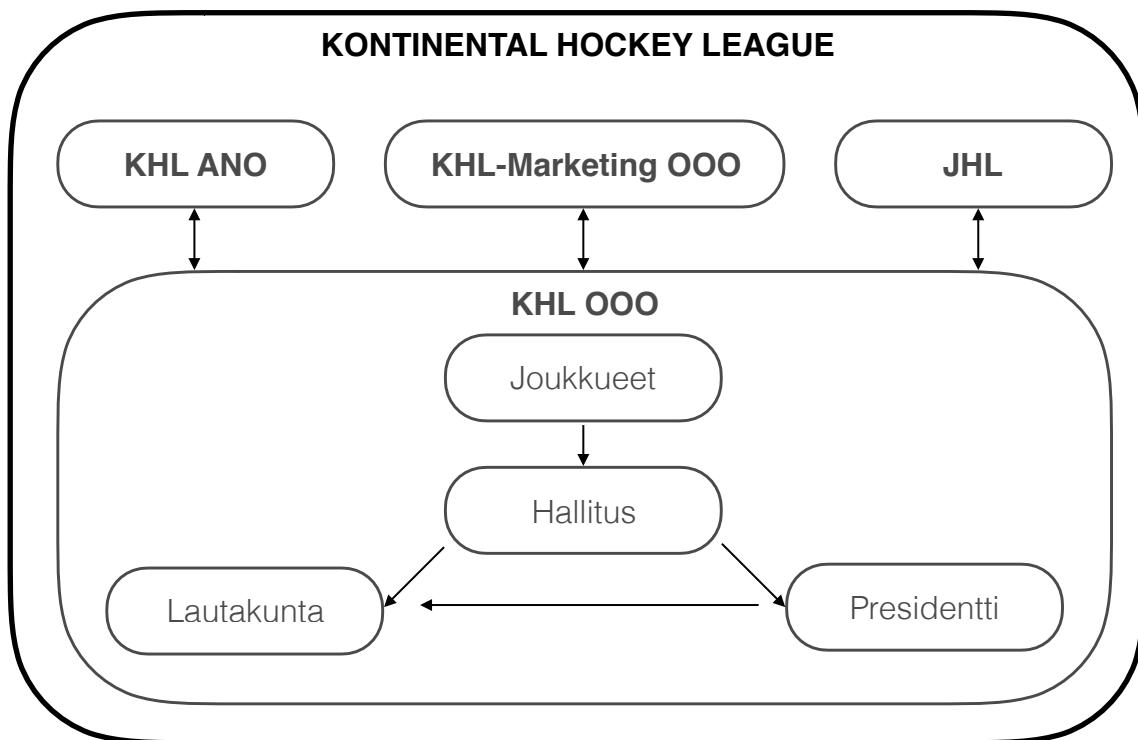 KONTINENTAL HOCKEY LEAGUE
KHL ANO
KHL-Marketing OOO
JHL
KHL OOO
Joukkueet
Hallitus
Lautakunta
Presidentti